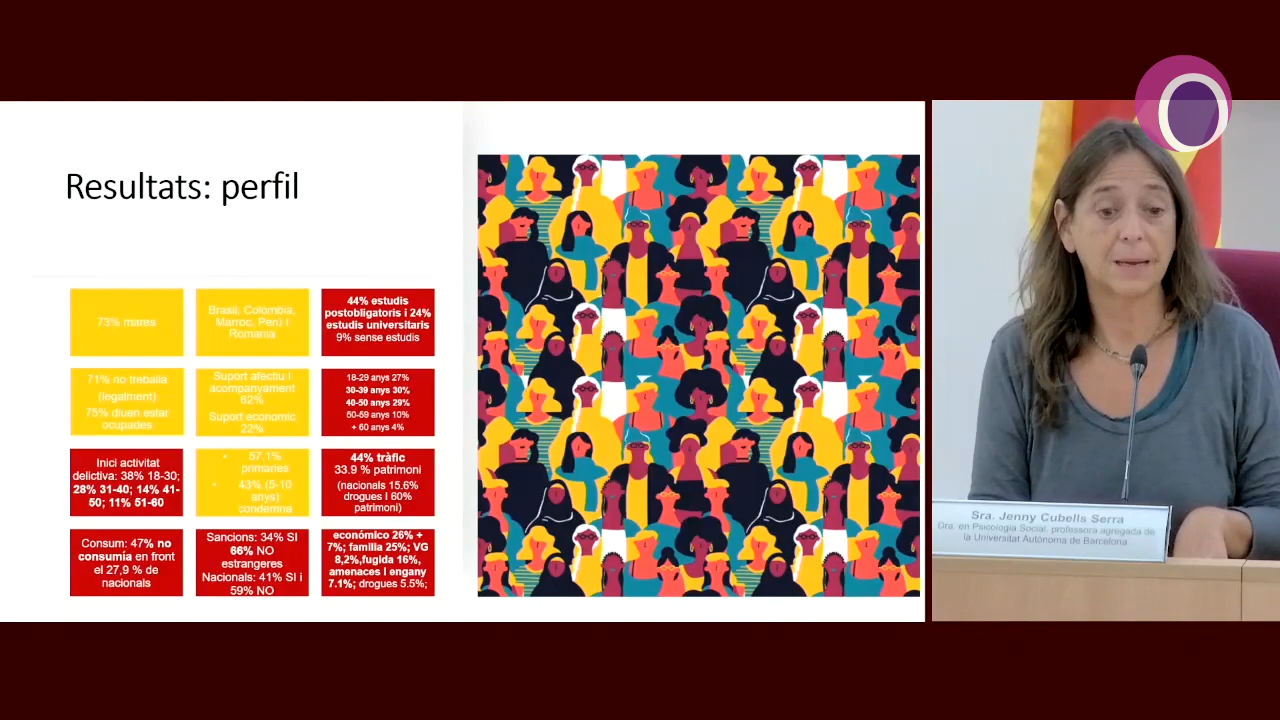 Resultats: perfil
73% mares
Brasil, Colombia,
Marroc, Perú i
Romania
44% estudis
postobligatoris i 24%
estudis universitaris
9% sense estudis
71% no treballa
(legalment)
75% diuen estar
ocupades
Suport afectiu i
acompanyament
62%
Suport econòmic
22%
18-29 anys 27%
30-39 anys 30%
40-50 anys 29%
50-59 anys 10%
+ 60 anys 4%
Inici activitat
delictiva: 38% 18-30;
28% 31-40; 14% 41-
50; 11% 51-60
• 57.1%
primàries
• 43% (5-10
anys)
condemna
44% tràfic
33.9 % patrimoni
(nacionals 15.6%
drogues I 60%
patrimoni)
Consum: 47% no
consumía en front
el 27,9 % de
nacionals
Sancions: 34% SI
66% NO
estrangeres
Nacionals: 41% SI i
59% NO
económico 26% +
7%; familia 25%; VG
8,2%,fugida 16%,
amenaces i engany
7.1%; drogues 5.5%;
Sra. Jenny Cubells Serra
Dra. en Psicologia Social, professora agregada de
la Universitat Autònoma de Barcelona